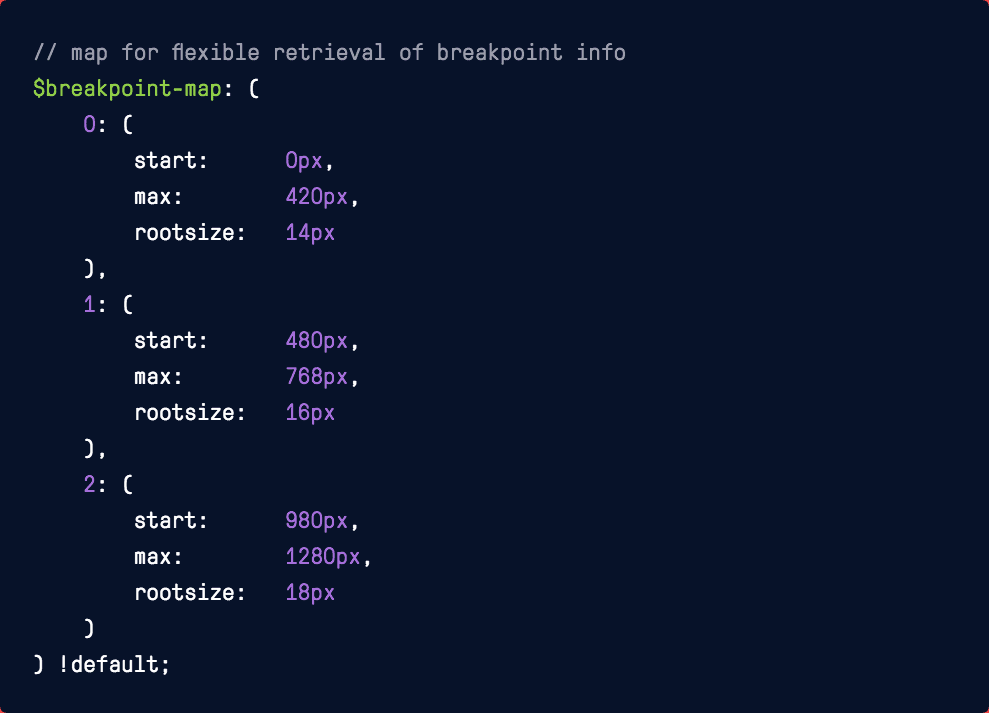 // map for flexible retrieval of breakpoint info
$breakpoint-map: (
    0: (
        start:      0px,
        max:        420px,
        rootsize:   14px
    ),
    1: (
        start:      480px,
        max:        768px,
        rootsize:   16px
    ),
    2: (
        start:      980px,
        max:        1280px,
        rootsize:   18px
    )
) !default;